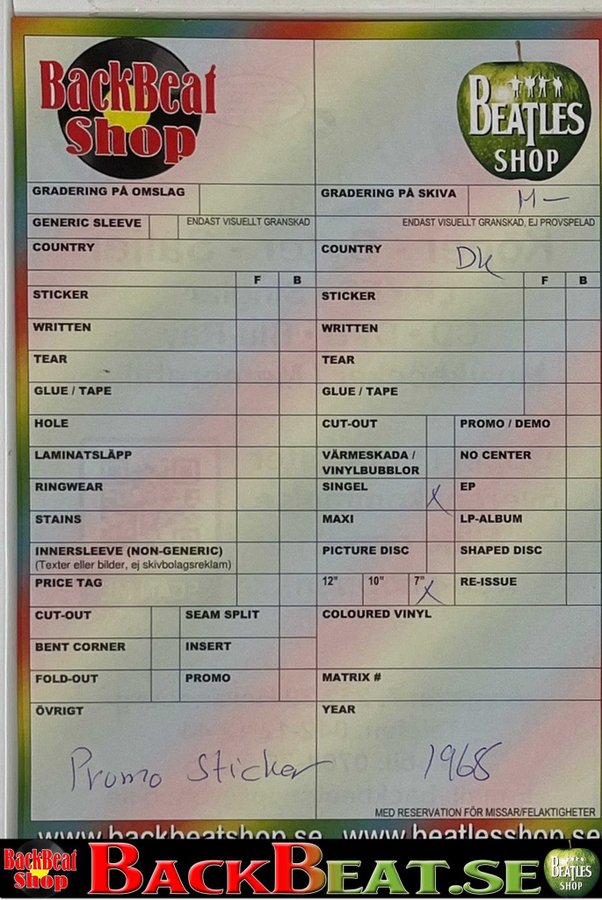 BackBeat
Shop
BEATLES
SHOP
GRADERING PÅ OMSLAG
GRADERING PÅ SKIVA
M-
GENERIC SLEEVE
ENDAST VISUELLT GRANSKAD
ENDAST VISUELLT GRANSKAD, EJ PROVSPELAD
COUNTRY
COUNTRY
DK
F B
F B
STICKER
STICKER
WRITTEN
WRITTEN
TEAR
TEAR
GLUE / TAPE
GLUE / TAPE
HOLE
CUT-OUT
PROMO / DEMO
LAMINATSLÄPP
VÄRMESKADA /
VINYLBUBBLOR
NO CENTER
RINGWEAR
SINGEL
X
EP
STAINS
MAXI
LP-ALBUM
INNERSLEEVE (NON-GENERIC)
(Texter eller bilder, ej skivbolagsreklam)
PICTURE DISC
SHAPED DISC
PRICE TAG
12" 10" 7" X
RE-ISSUE
CUT-OUT
SEAM SPLIT
COLOURED VINYL
BENT CORNER
INSERT
FOLD-OUT
PROMO
MATRIX #
ÖVRIGT
YEAR
Promo Sticker
1968
MED RESERVATION FÖR MISSAR/FELAKTIGHETER
www.backbeatshop.se www.beatlesshop.se
BackBeat
Shop
BACKBEAT.SE
BEATLES
SHOP